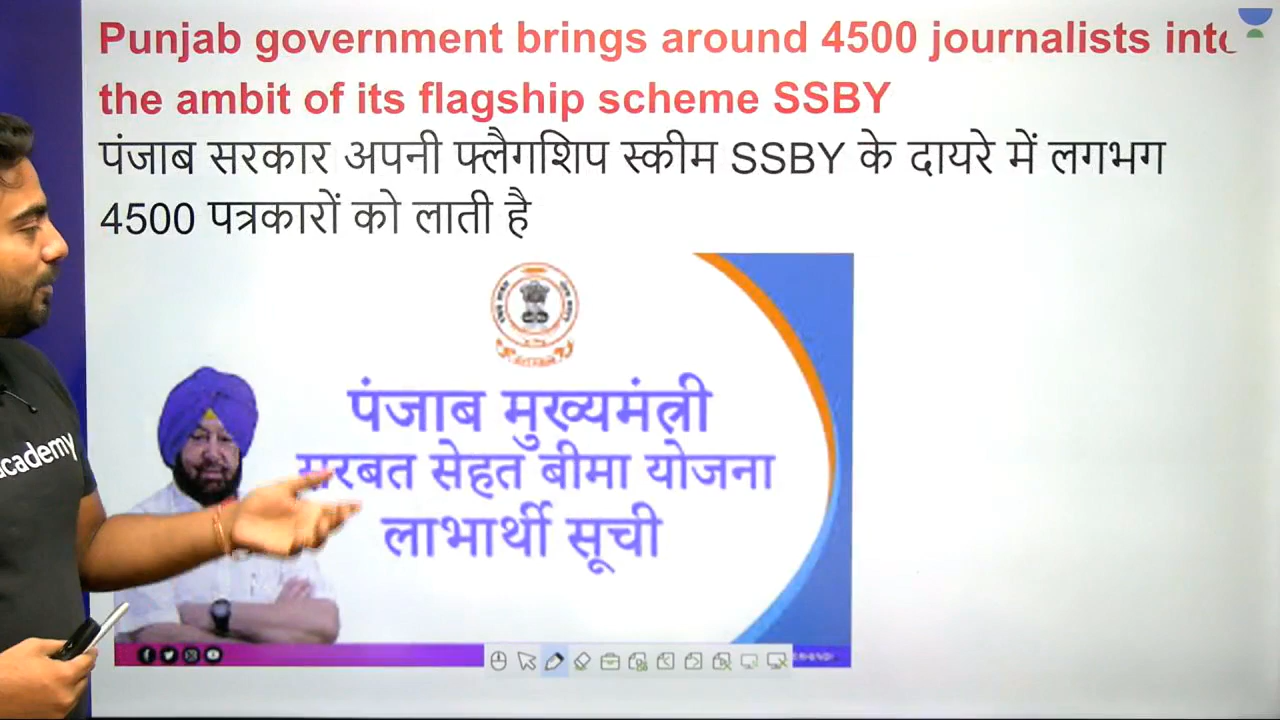 Punjab government brings around 4500 journalists into
the ambit of its flagship scheme SSBY
पंजाब सरकार अपनी फ्लैगशिप स्कीम SSBY के दायरे में लगभग
4500 पत्रकारों को लाती है
पंजाब मुख्यमंत्री
सरबत सेहत बीमा योजना
लाभार्थी सूची
academy